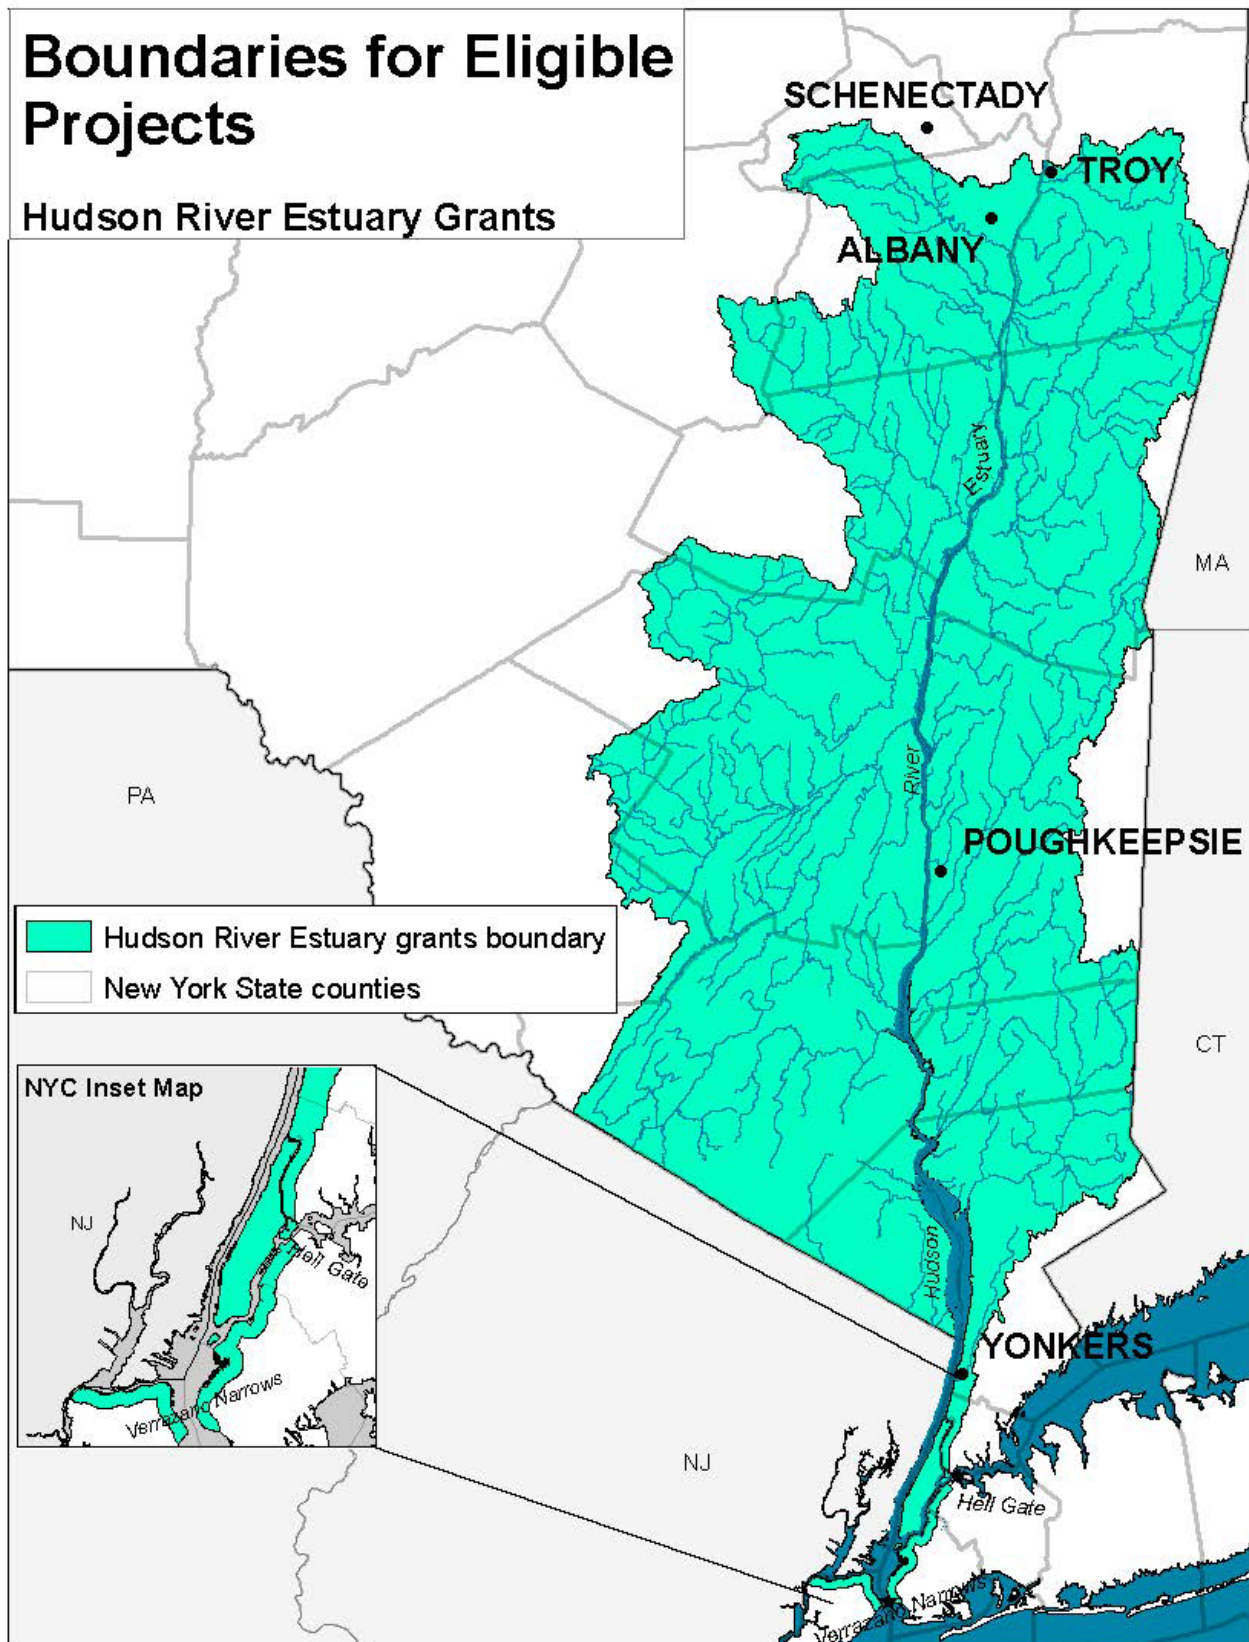 Boundaries for Eligible
Projects
Hudson River Estuary Grants
SCHENECTADY
TROY
ALBANY
Estuary
MA
River
PA
POUGHKEEPSIE
Hudson River Estuary grants boundary
New York State counties
CT
NYC Inset Map
NJ
Hell Gate
Verrazano Narrows
Hudson
YONKERS
NJ
Hell Gate
Verrazano Narrows